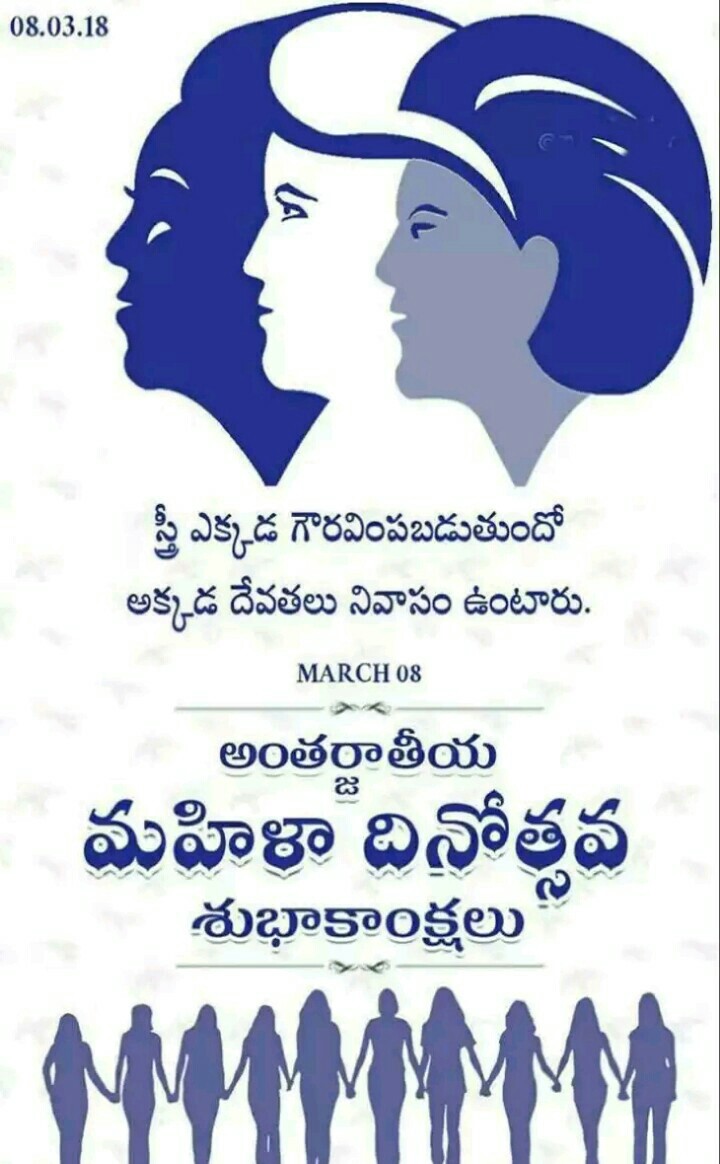 08.03.18
స్త్రీ ఎక్కడ గౌరవింపబడుతుందో
అక్కడ దేవతలు నివాసం ఉంటారు.
MARCH 08
అంతర్జాతీయ
మహిళా దినోత్సవ
శుభాకాంక్షలు